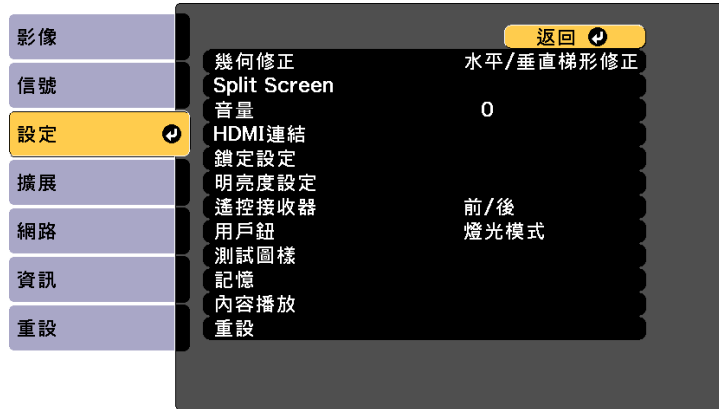 影像
信號
設定
擴展
網路
資訊
重設
返回
幾何修正 水平/垂直梯形修正
Split Screen
音量 0
HDMI連結
鎖定設定
明亮度設定
遙控接收器 前/後
用戶鈕 燈光模式
測試圖樣
記憶
內容播放
重設